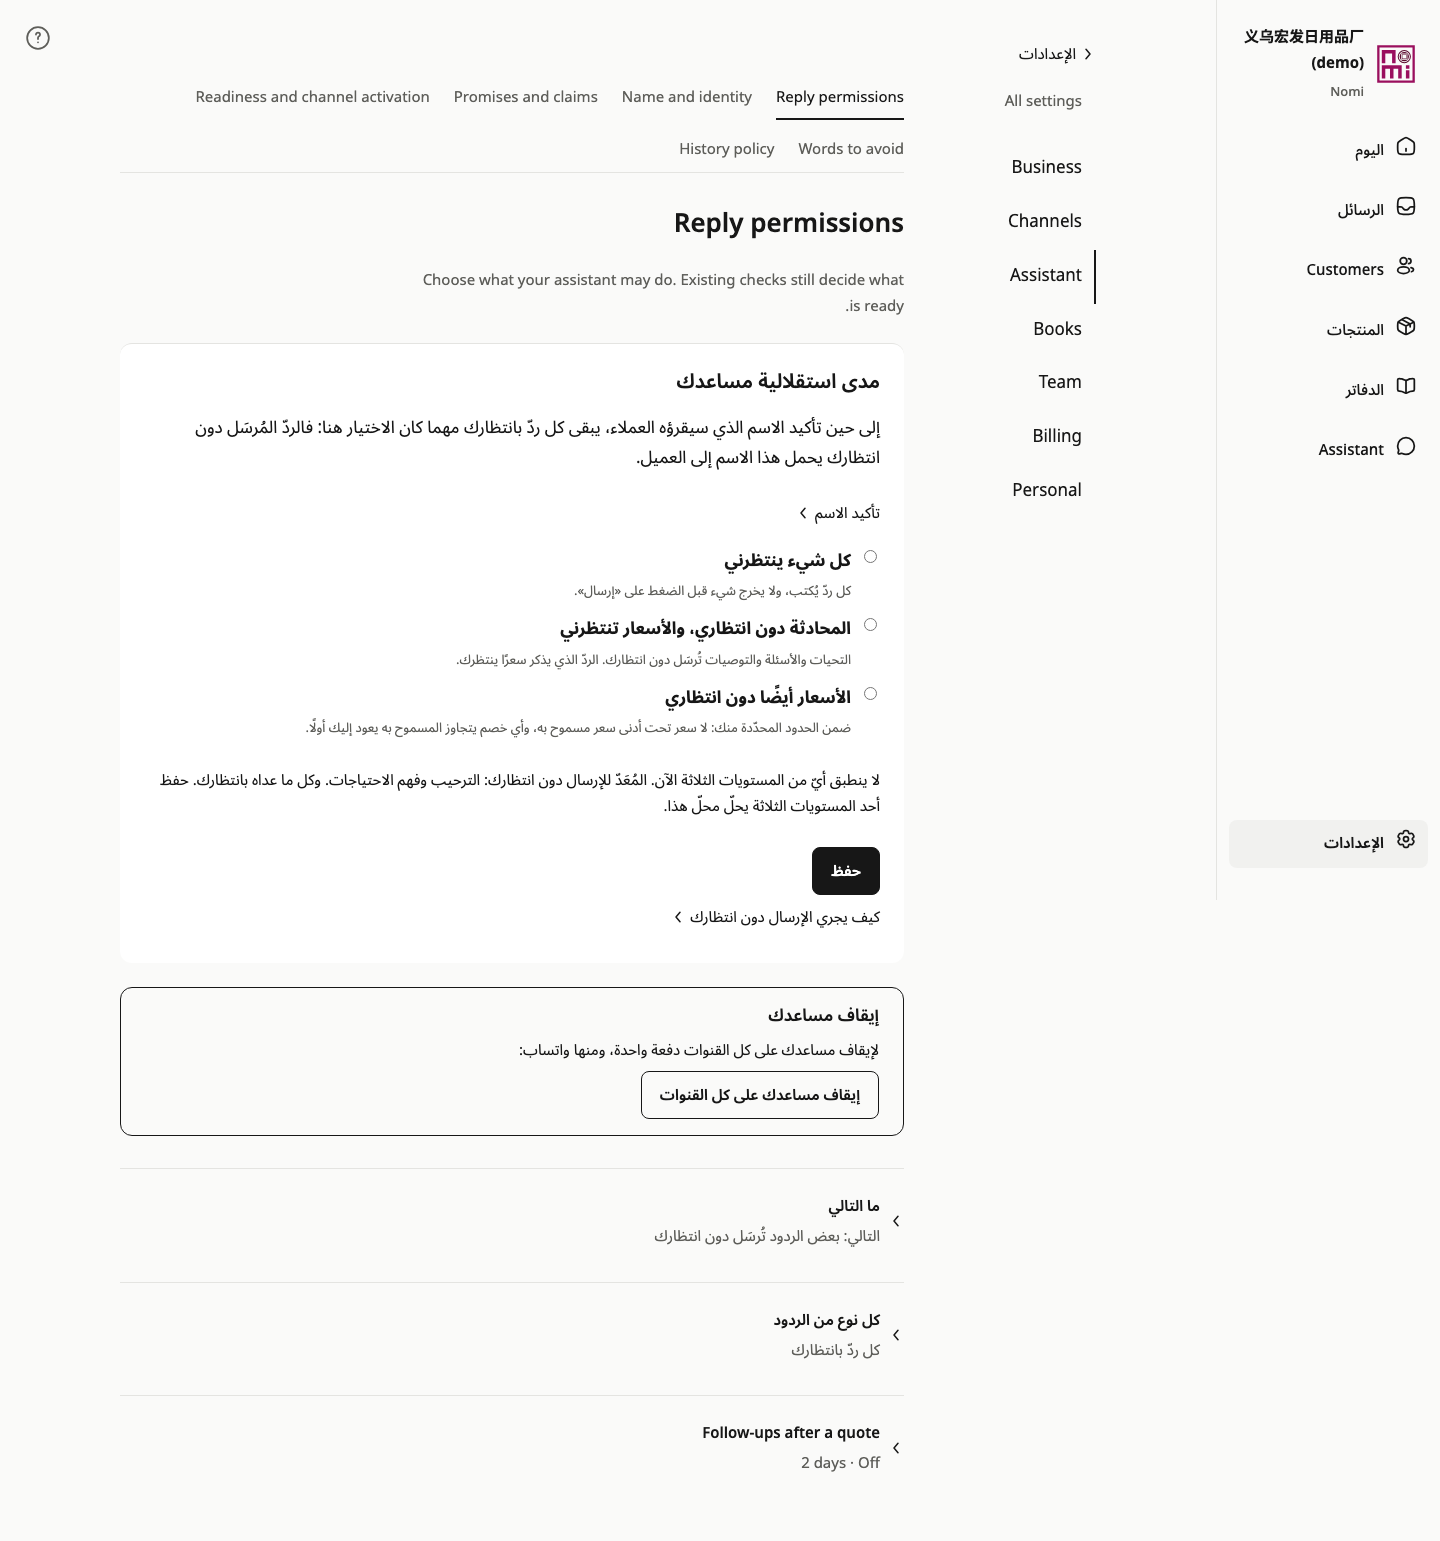 义乌宏发日用品厂
(demo)
Nomi
اليوم
الرسائل
Customers
المنتجات
الدفاتر
Assistant
الإعدادات
الإعدادات
All settings
Business
Channels
Assistant
Books
Team
Billing
Personal
Reply permissions
Name and identity
Promises and claims
Readiness and channel activation
Words to avoid
History policy
Reply permissions
Choose what your assistant may do. Existing checks still decide what
is ready.
مدى استقلالية مساعدك
إلى حين تأكيد الاسم الذي سيقرؤه العملاء، يبقى كل ردّ بانتظارك مهما كان الاختيار هنا: فالردّ المُرسَل دون
انتظارك يحمل هذا الاسم إلى العميل.
تأكيد الاسم
كل شيء ينتظرني
كل ردّ يُكتب، ولا يخرج شيء قبل الضغط على «إرسال».
المحادثة دون انتظاري، والأسعار تنتظرني
التحيات والأسئلة والتوصيات تُرسَل دون انتظارك. الردّ الذي يذكر سعرًا ينتظرك.
الأسعار أيضًا دون انتظاري
ضمن الحدود المحدّدة منك: لا سعر تحت أدنى سعر مسموح به، وأي خصم يتجاوز المسموح به يعود إليك أولًا.
لا ينطبق أيّ من المستويات الثلاثة الآن. المُعَدّ للإرسال دون انتظارك: الترحيب وفهم الاحتياجات. وكل ما عداه بانتظارك. حفظ
أحد المستويات الثلاثة يحلّ محلّ هذا.
حفظ
كيف يجري الإرسال دون انتظارك
إيقاف مساعدك
لإيقاف مساعدك على كل القنوات دفعة واحدة، ومنها واتساب:
إيقاف مساعدك على كل القنوات
ما التالي
التالي: بعض الردود تُرسَل دون انتظارك
كل نوع من الردود
كل ردّ بانتظارك
Follow-ups after a quote
2 days · Off